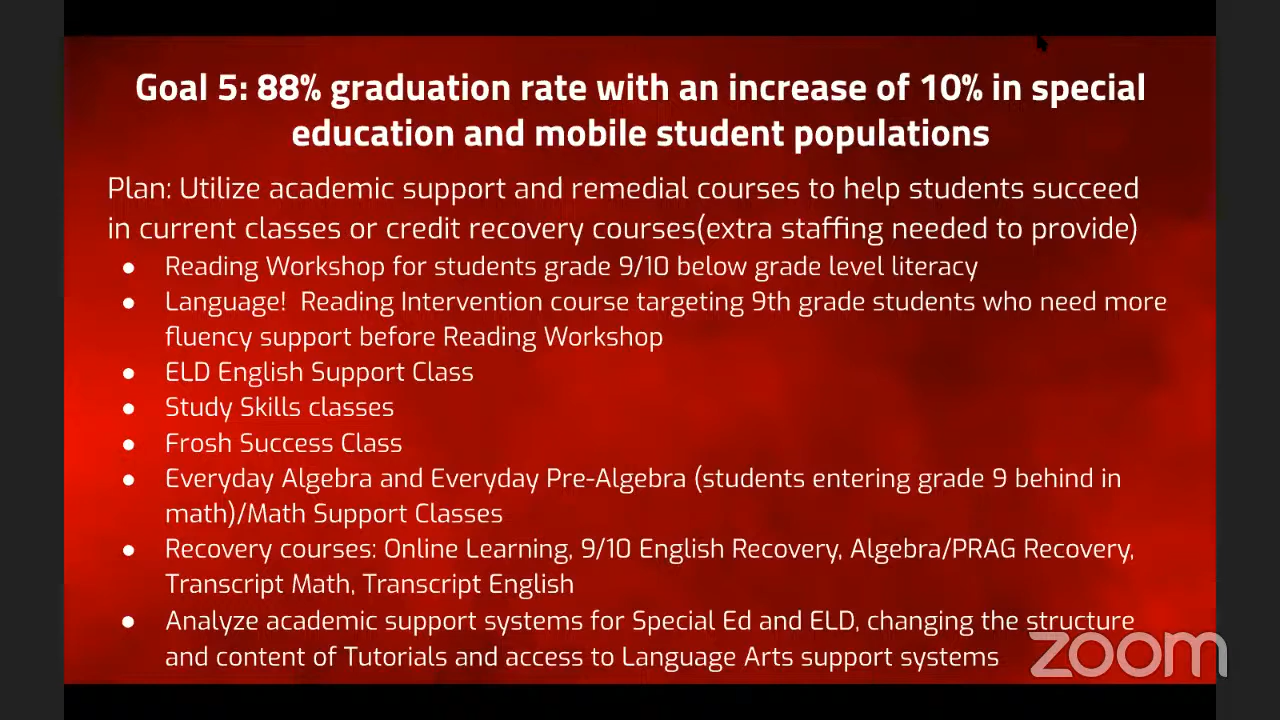 Goal 5: 88% graduation rate with an increase of 10% in special
education and mobile student populations
Plan: Utilize academic support and remedial courses to help students succeed
in current classes or credit recovery courses(extra staffing needed to provide)
● Reading Workshop for students grade 9/10 below grade level literacy
● Language!  Reading Intervention course targeting 9th grade students who need more
fluency support before Reading Workshop
● ELD English Support Class
● Study Skills classes
● Frosh Success Class
● Everyday Algebra and Everyday Pre-Algebra (students entering grade 9 behind in
math)/Math Support Classes
● Recovery courses: Online Learning, 9/10 English Recovery, Algebra/PRAG Recovery,
Transcript Math, Transcript English
● Analyze academic support systems for Special Ed and ELD, changing the structure
and content of Tutorials and access to Language Arts support systems
zoom